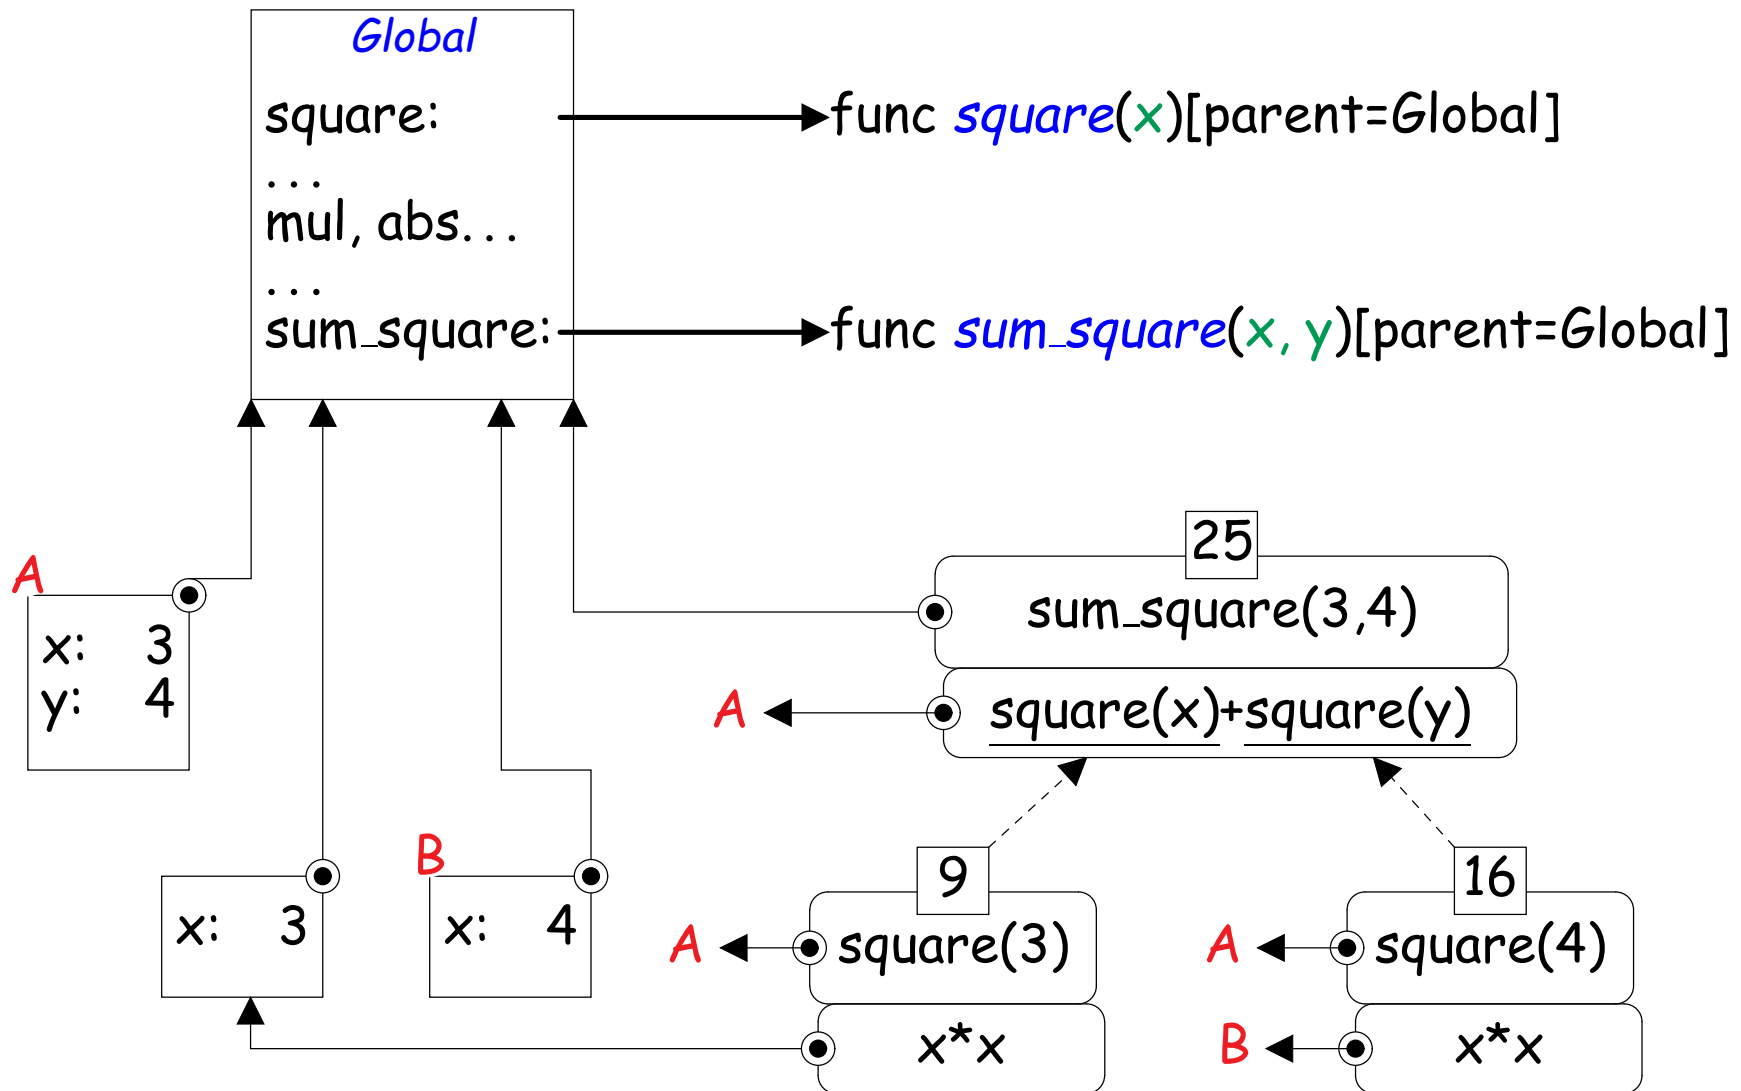 Global
square:
func square(x)[parent=Global]
...
mul, abs...
...
sum_square:
func sum_square(x, y)[parent=Global]
A
x: 3
y: 4
25
sum_square(3,4)
A
square(x)+square(y)
x: 3
B
x: 4
9
A
square(3)
x*x
16
A
square(4)
B
x*x